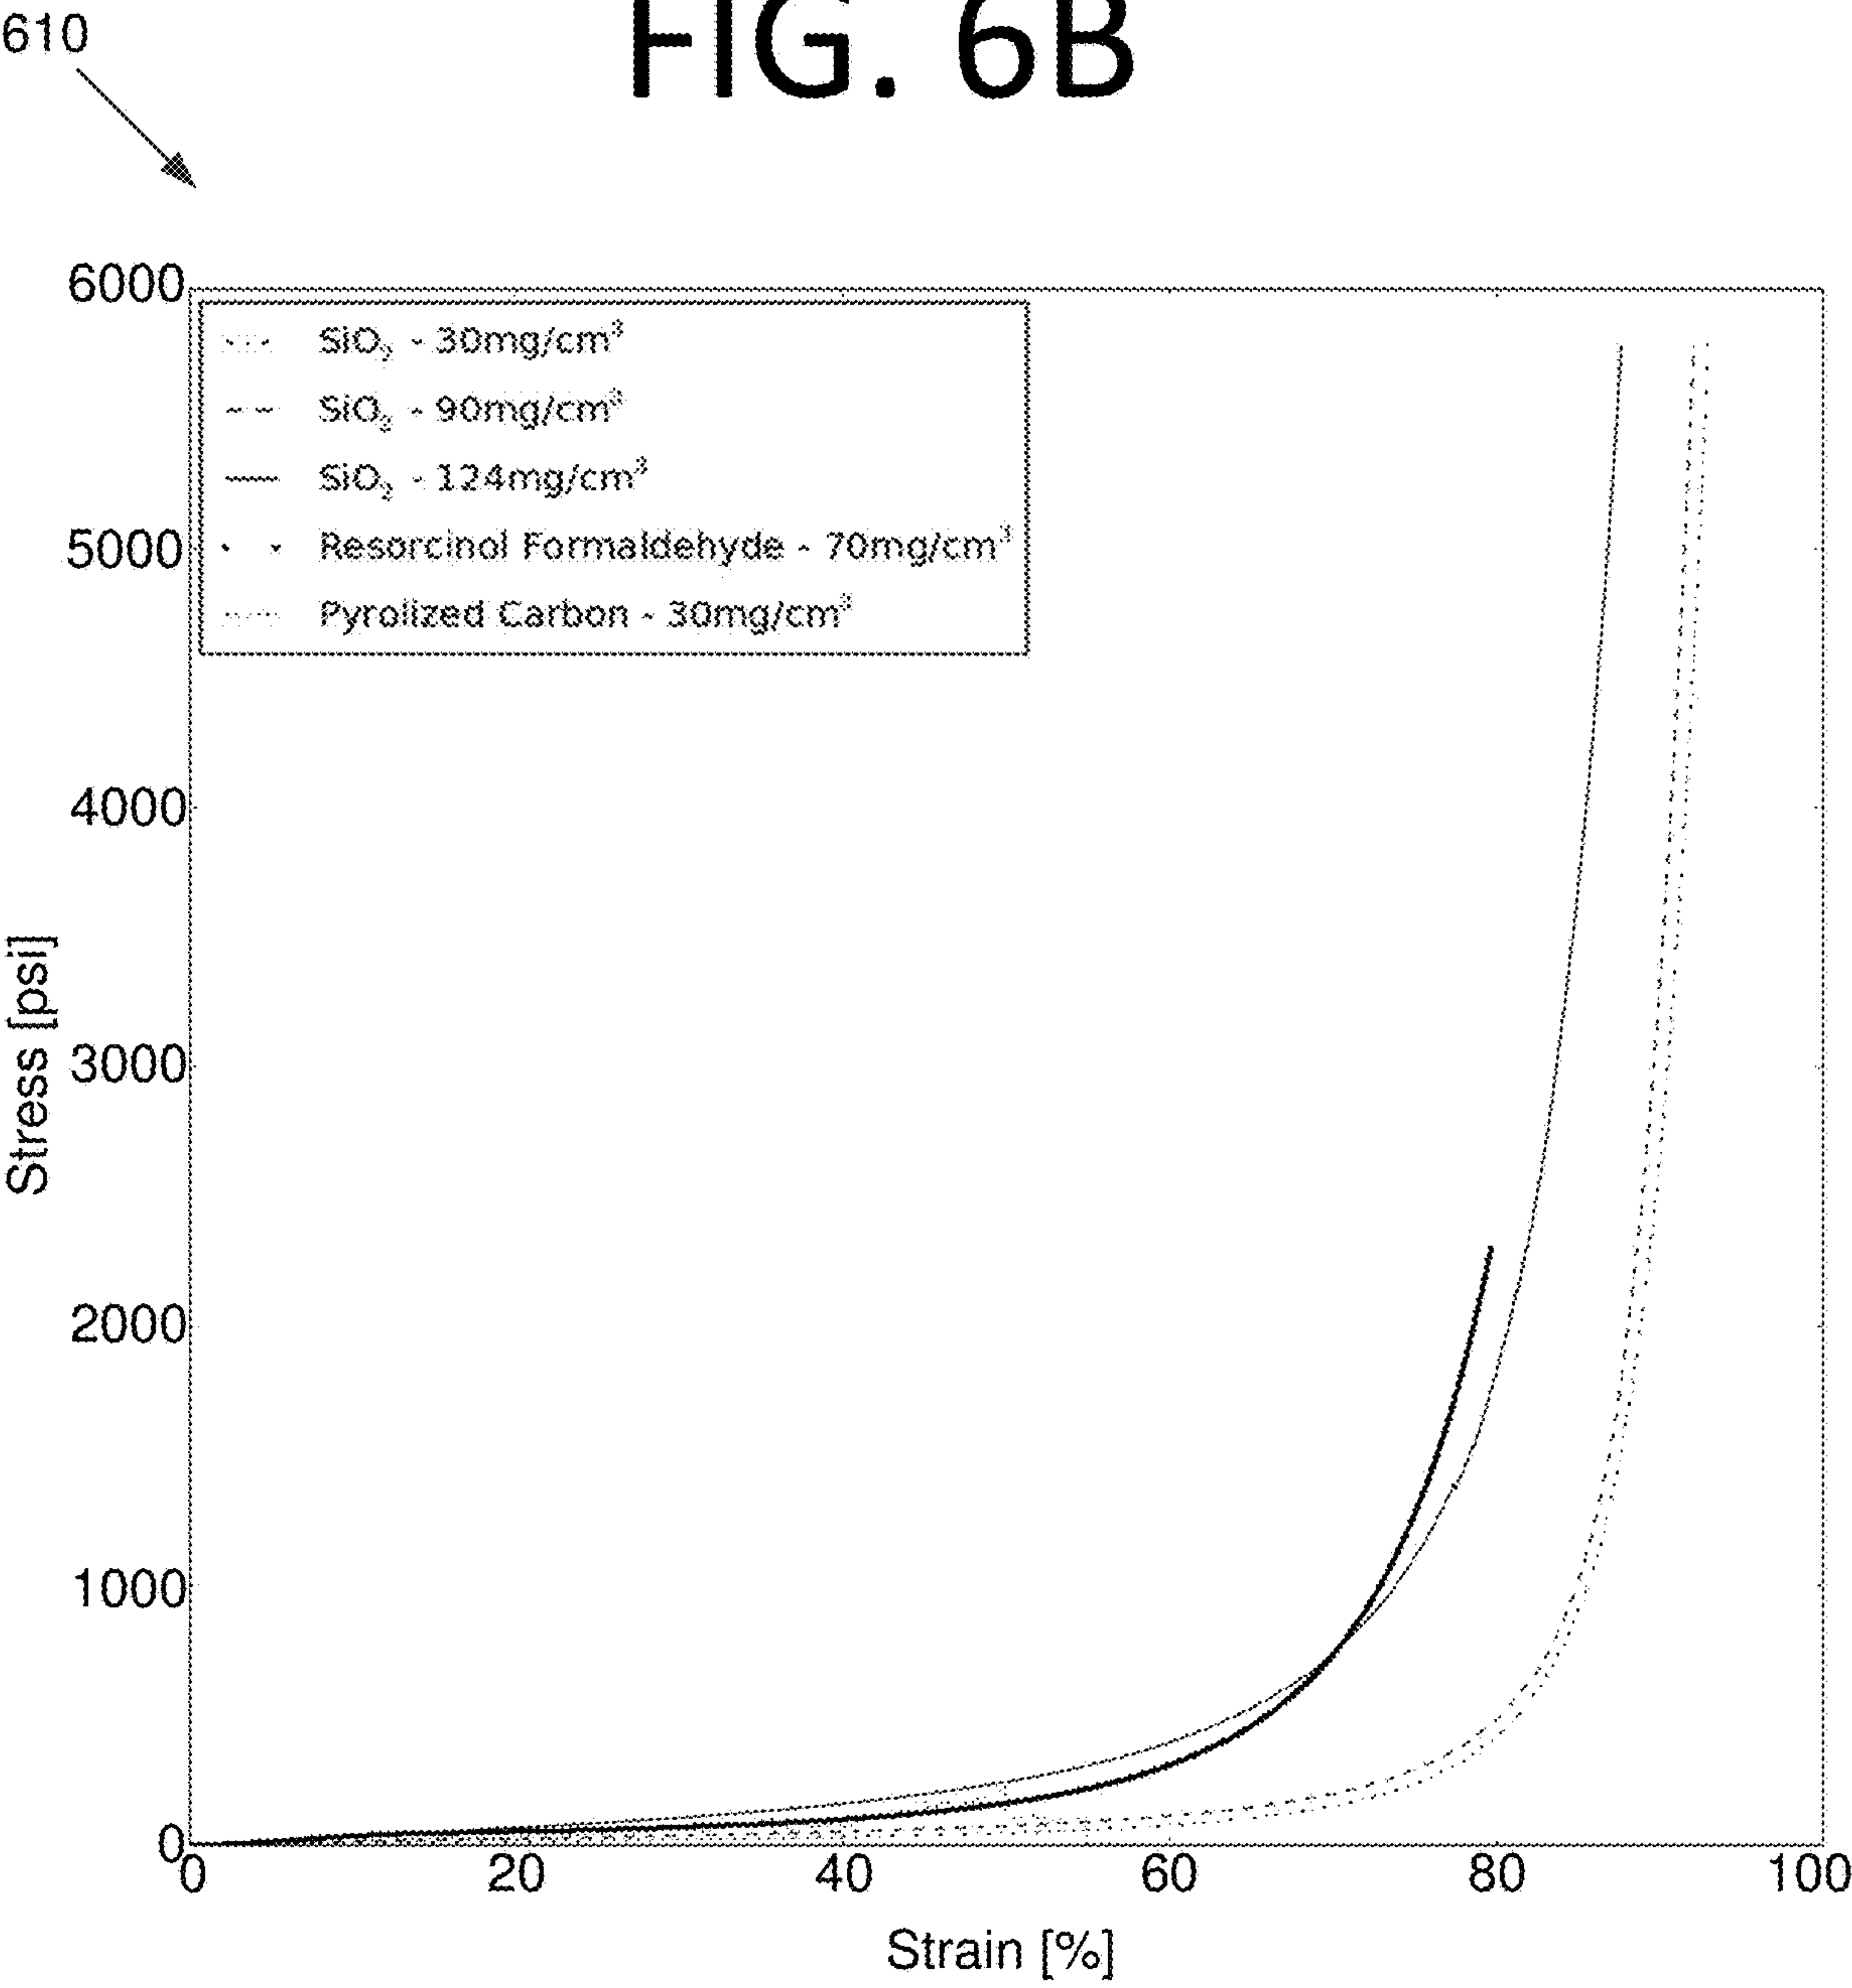 610
FIG. 6B
6000
5000
4000
3000
2000
1000
0
SiO₂ - 30mg/cm³
SiO₂ - 90mg/cm³
SiO₂ - 124mg/cm³
Resorcinol Formaldehyde - 70mg/cm³
Pyrolized Carbon - 30mg/cm³
Stress [psi]
0 20 40 60 80 100
Strain [%]